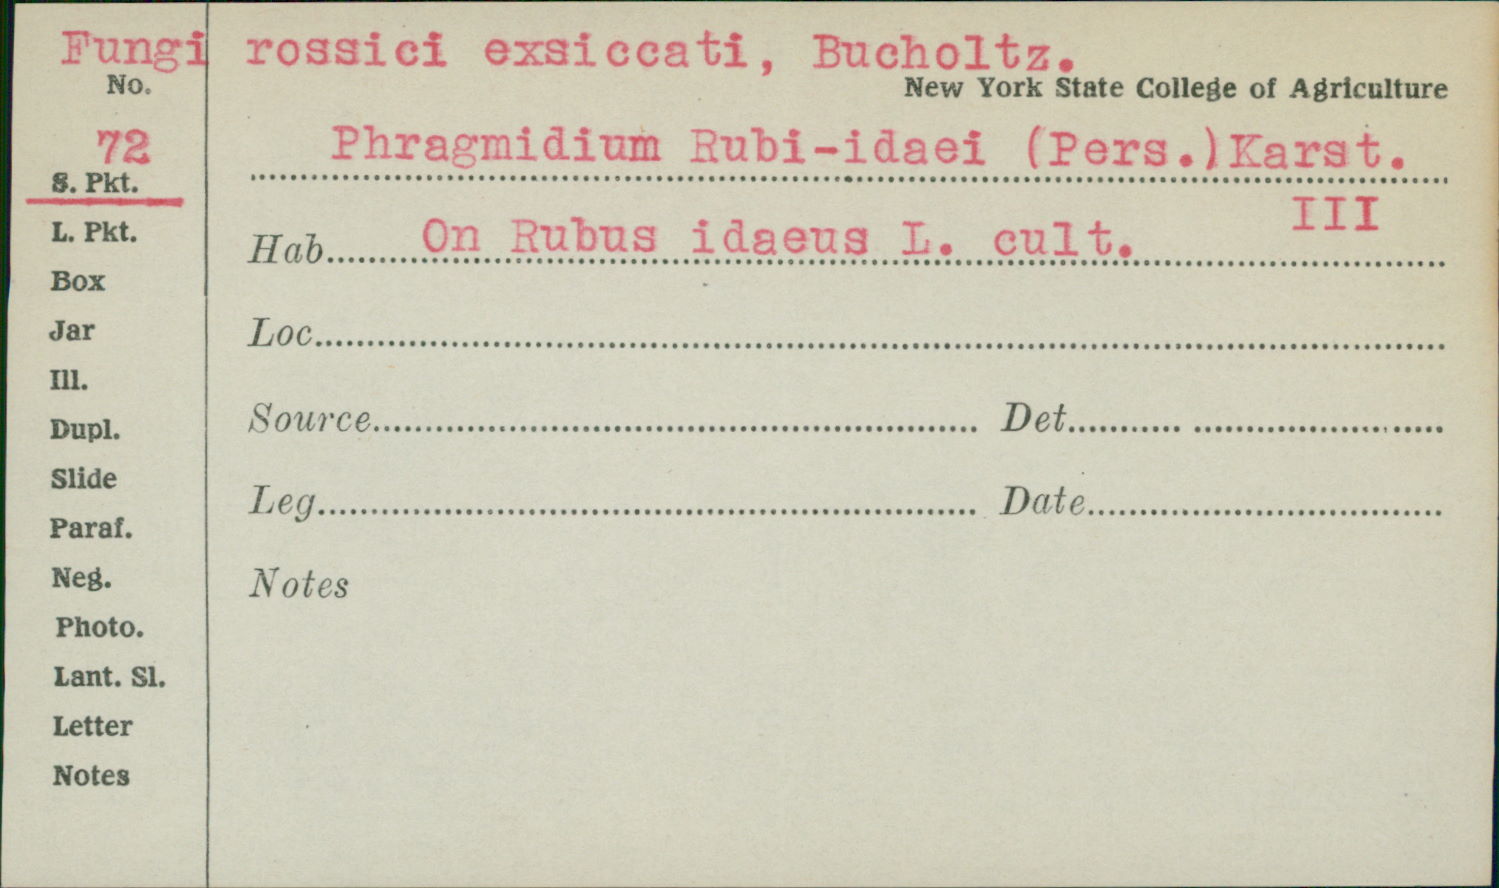 Fungi rossici exsiccati, Bucholtz.
No.
New York State College of Agriculture
72
Phragmidium Rubi-idaei (Pers.)Karst.
S. Pkt.
III
L. Pkt.
Hab. On Rubus idaeus L. cult.
Box
Jar
Loc.
Ill.
Dupl.
Source Det.
Slide
Leg. Date
Paraf.
Neg.
Notes
Photo.
Lant. Sl.
Letter
Notes